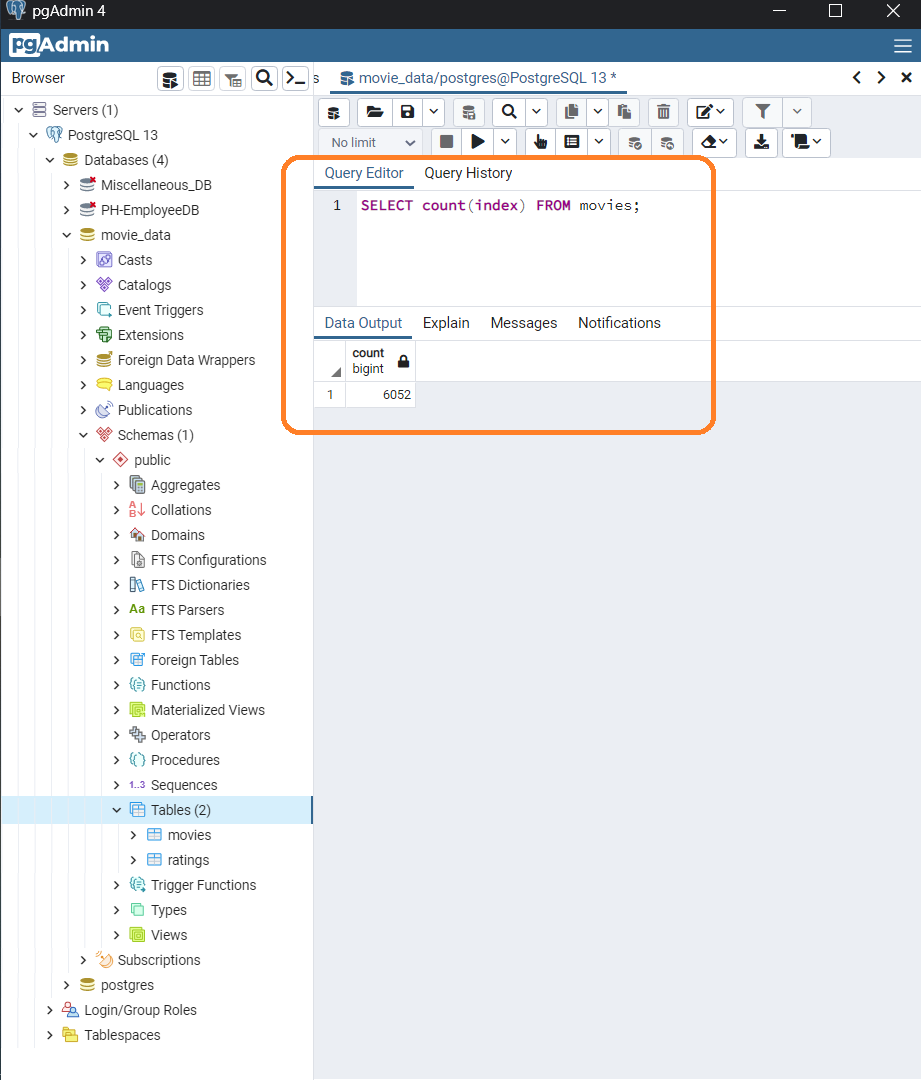 pgAdmin 4
pgAdmin
Browser
s
movie_data/postgres@PostgreSQL 13 *
No limit
Servers (1)
PostgreSQL 13
Databases (4)
Miscellaneous_DB
PH-EmployeeDB
movie_data
Casts
Catalogs
Event Triggers
Extensions
Foreign Data Wrappers
Languages
Publications
Schemas (1)
public
Aggregates
Collations
Domains
FTS Configurations
FTS Dictionaries
Aa FTS Parsers
FTS Templates
Foreign Tables
Functions
Materialized Views
Operators
Procedures
1..3 Sequences
Tables (2)
movies
ratings
Trigger Functions
Types
Views
Subscriptions
postgres
Login/Group Roles
Tablespaces
Query Editor Query History
1 SELECT count(index) FROM movies;
Data Output Explain Messages Notifications
count
bigint
1 6052